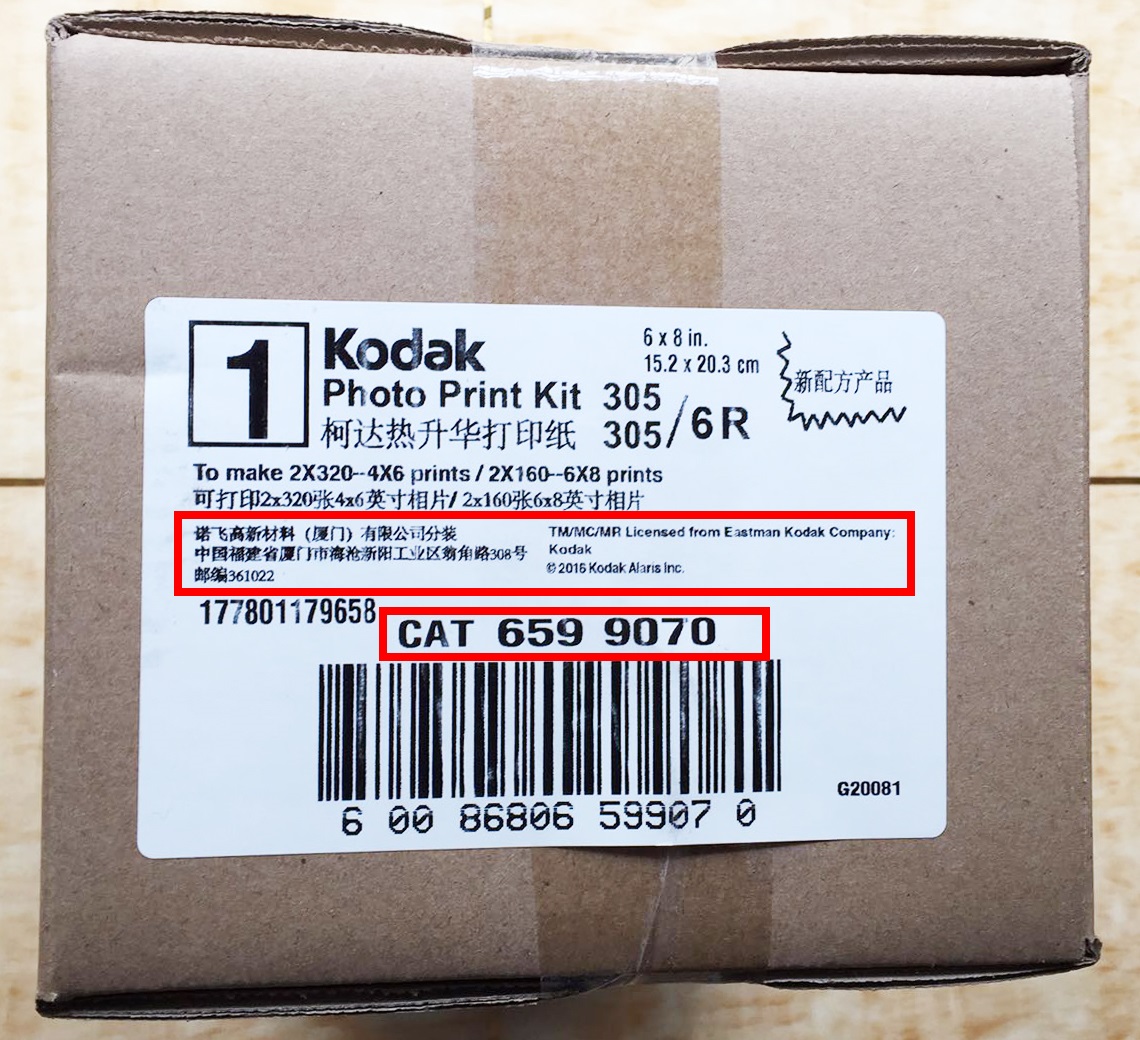 1
Kodak
Photo Print Kit 305
柯达热升华打印纸 305/6R
6 x 8 in.
15.2 x 20.3 cm
新配方产品
To make 2X320--4X6 prints / 2X160--6X8 prints
可打印2x320张4x6英寸相片/ 2x160张6x8英寸相片
诺飞高新材料（厦门）有限公司分装
中国福建省厦门市海沧新阳工业区翁角路308号
邮编361022
TM/MC/MR Licensed from Eastman Kodak Company:
Kodak
© 2016 Kodak Alaris Inc.
177801179658
CAT 659 9070
G20081
6 00 86806 59907 0